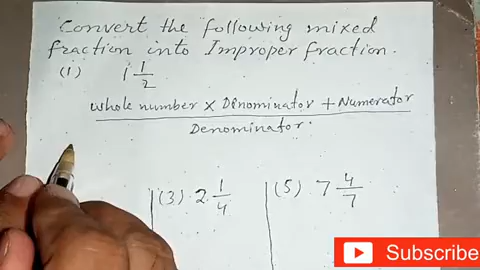 Convert the following mixed
fraction into Improper fraction.
(1) 1 1/2
whole number × Denominator + Numerator
Denominator.
(3). 2 1/4 (5). 7 4/7
Subscribe